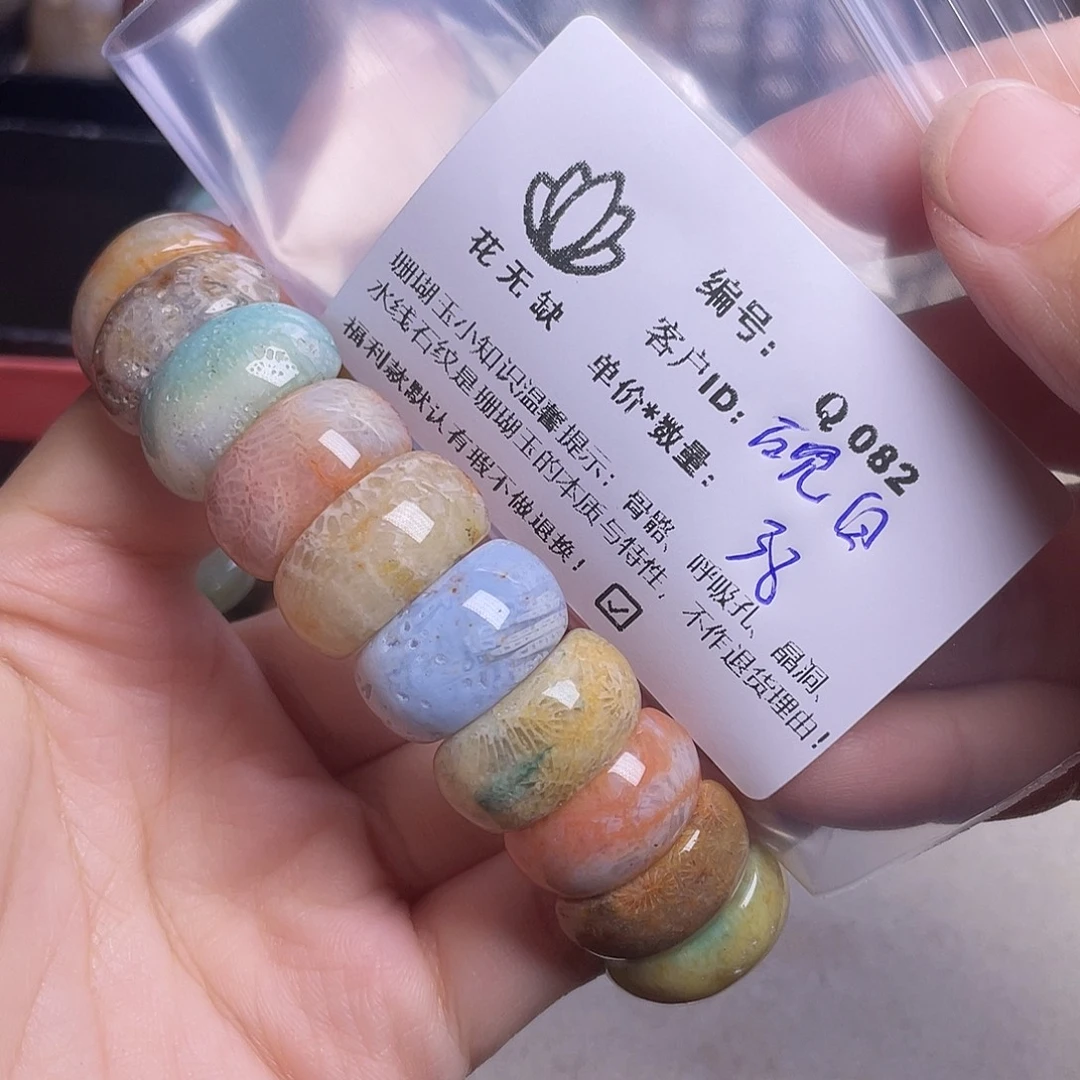 花无缺
编号: Q082
客户ID: 砚白
单价*数量: 38
珊瑚玉小知识温馨提示: 骨骼、呼吸孔、晶洞、
水线石纹是珊瑚玉的本质与特性, 不作退货理由!
福利款默认有瑕不做退换! ☑